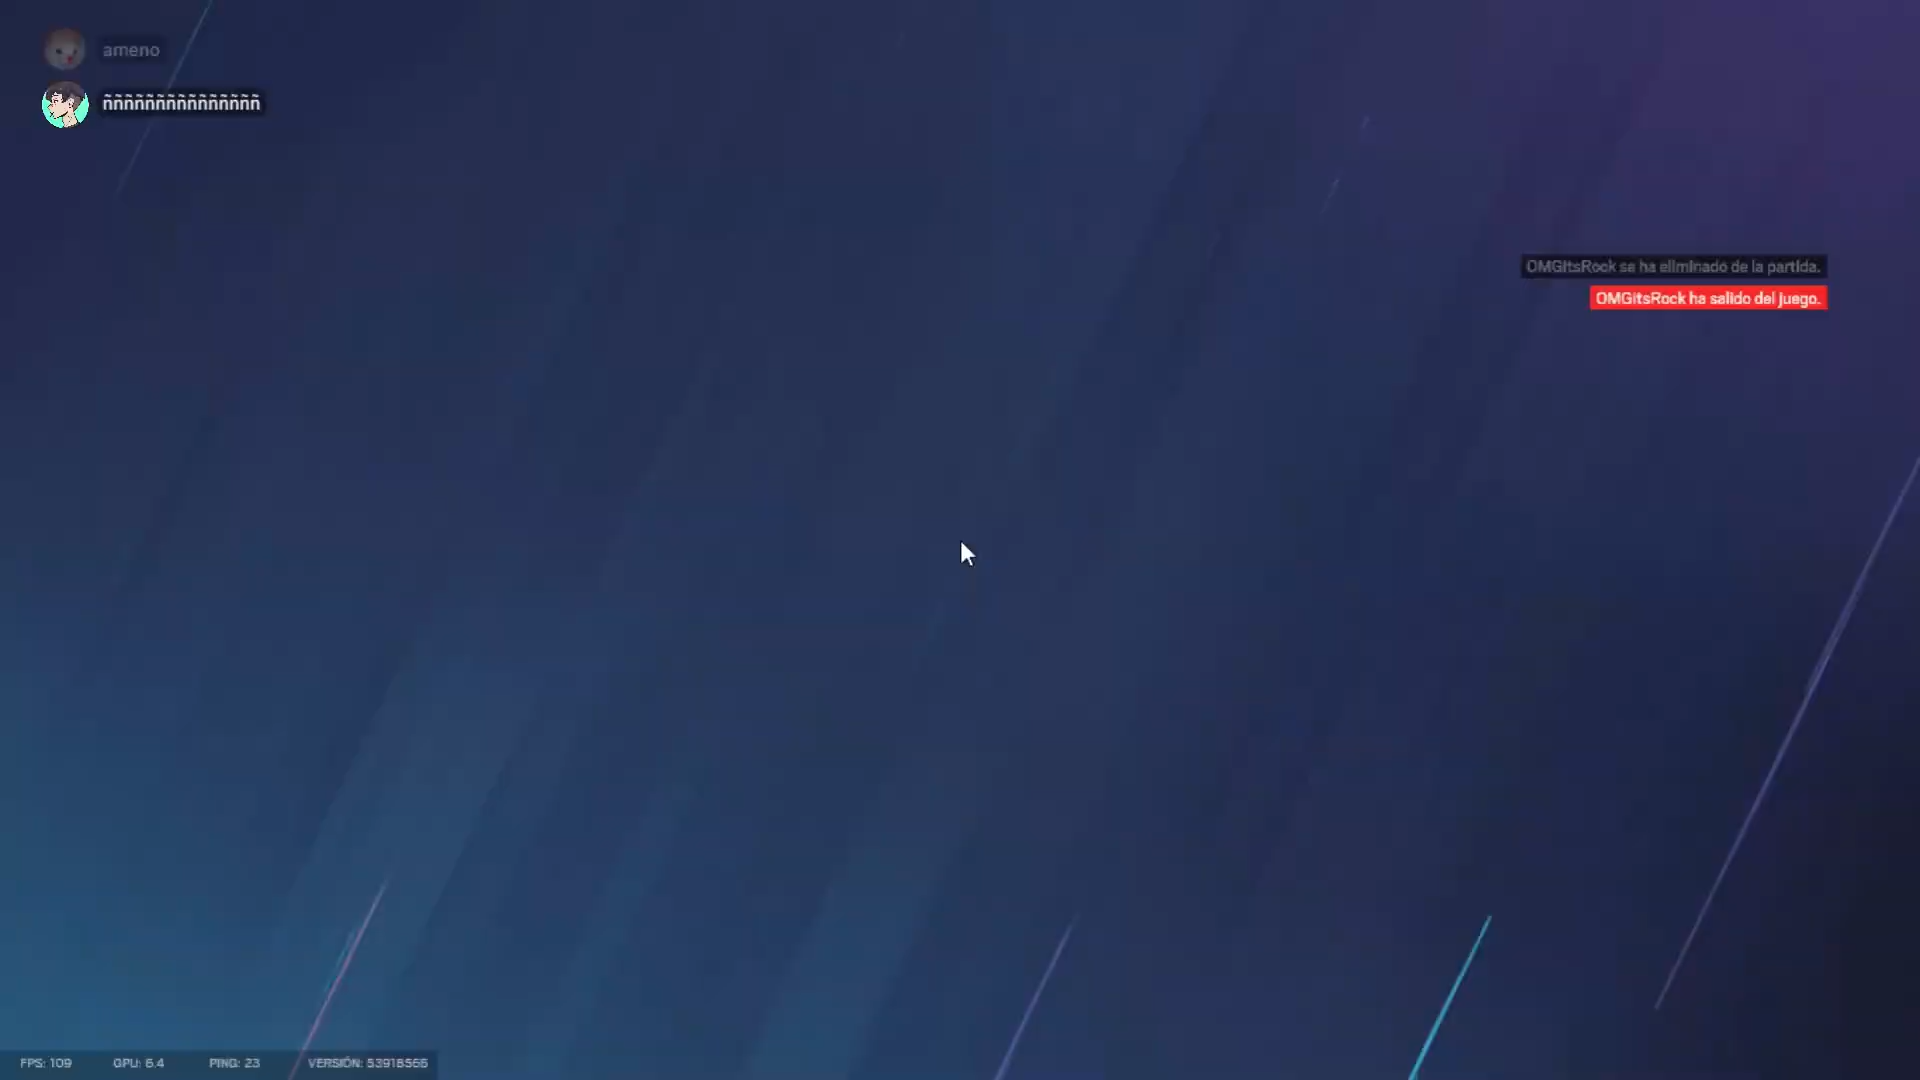 ameno
ññññññññññññññññ
OMGitsRock se ha eliminado de la partida.
OMGitsRock ha salido del juego.
FPS: 109 GPU: 6.4 PING: 23 VERSIÓN: 53918566